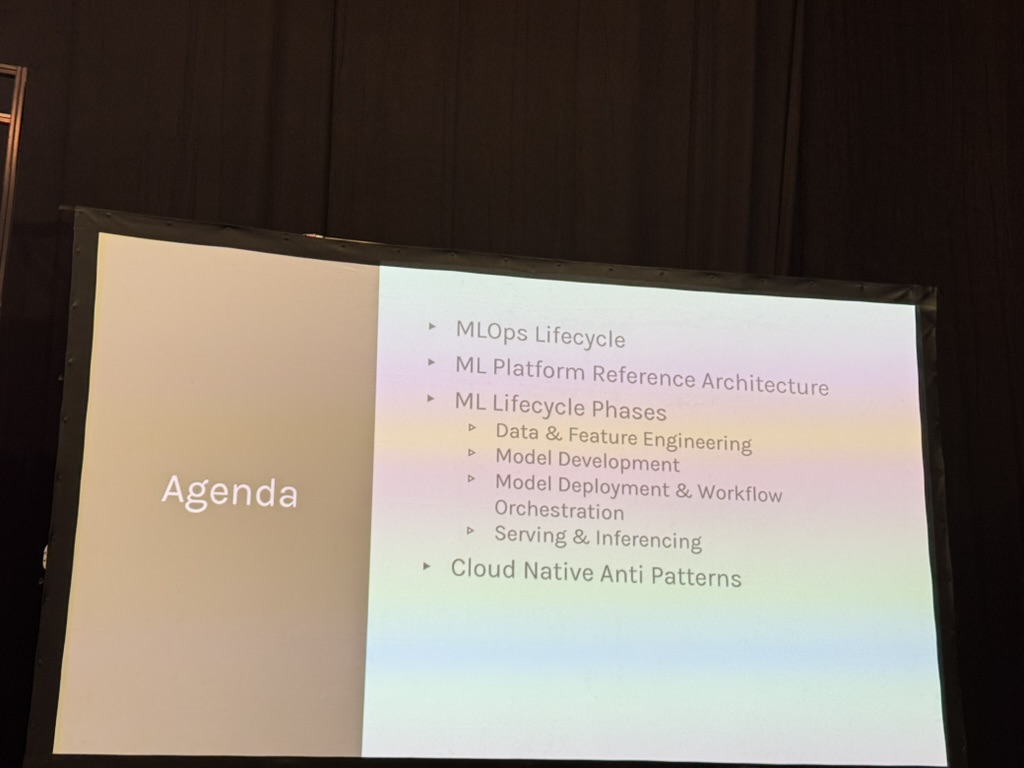 Agenda
MLOps Lifecycle
ML Platform Reference Architecture
ML Lifecycle Phases
Data & Feature Engineering
Model Development
Model Deployment & Workflow
Orchestration
Serving & Inferencing
Cloud Native Anti Patterns